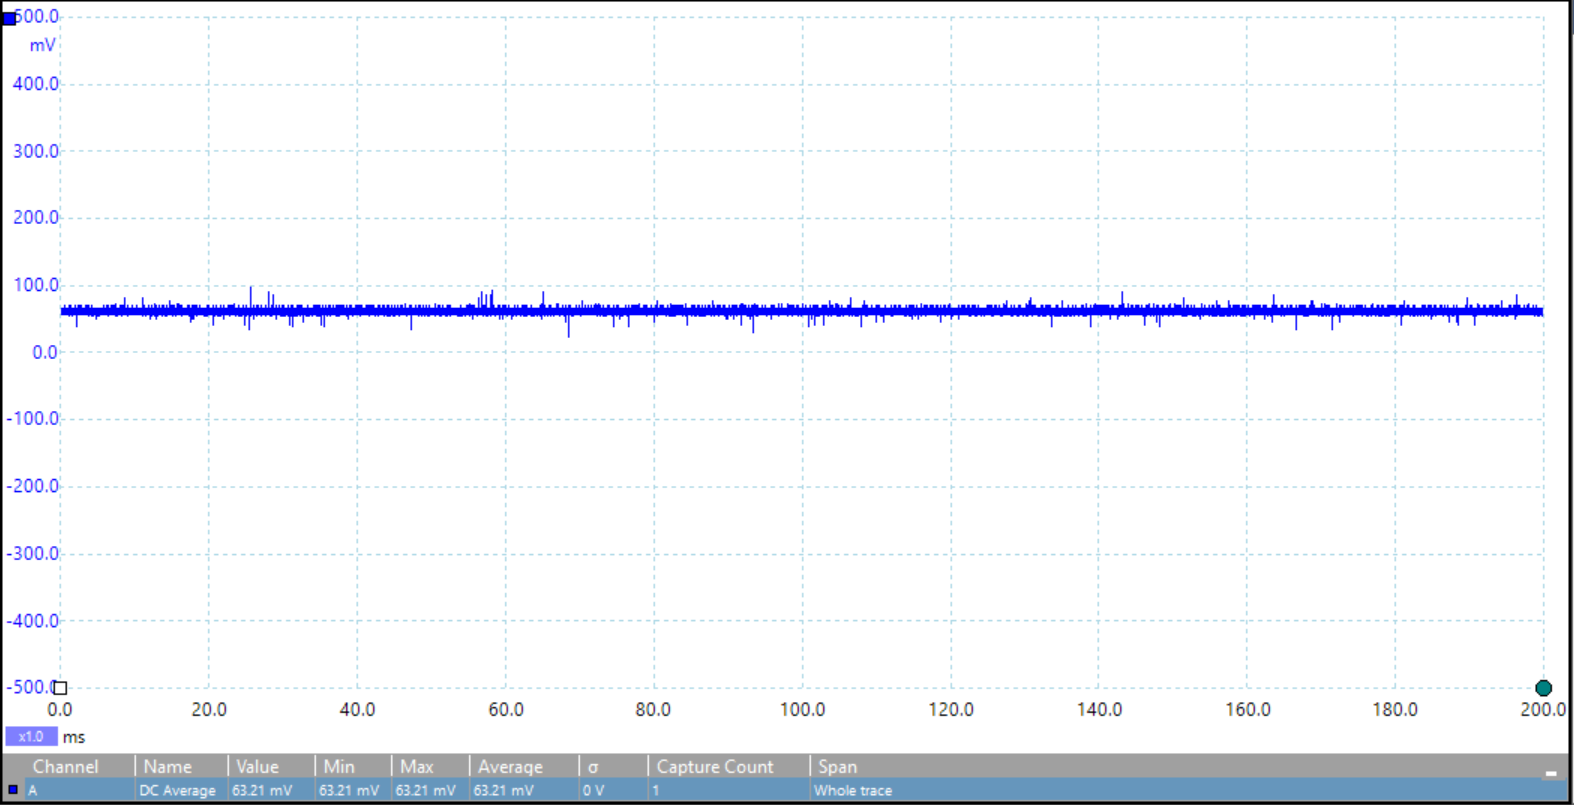 500.0
mV
400.0
300.0
200.0
100.0
0.0
-100.0
-200.0
-300.0
-400.0
-500.0
0.0 20.0 40.0 60.0 80.0 100.0 120.0 140.0 160.0 180.0 200.0
x1.0 ms
Channel Name Value Min Max Average σ Capture Count Span
A DC Average 63.21 mV 63.21 mV 63.21 mV 63.21 mV 0 V 1 Whole trace